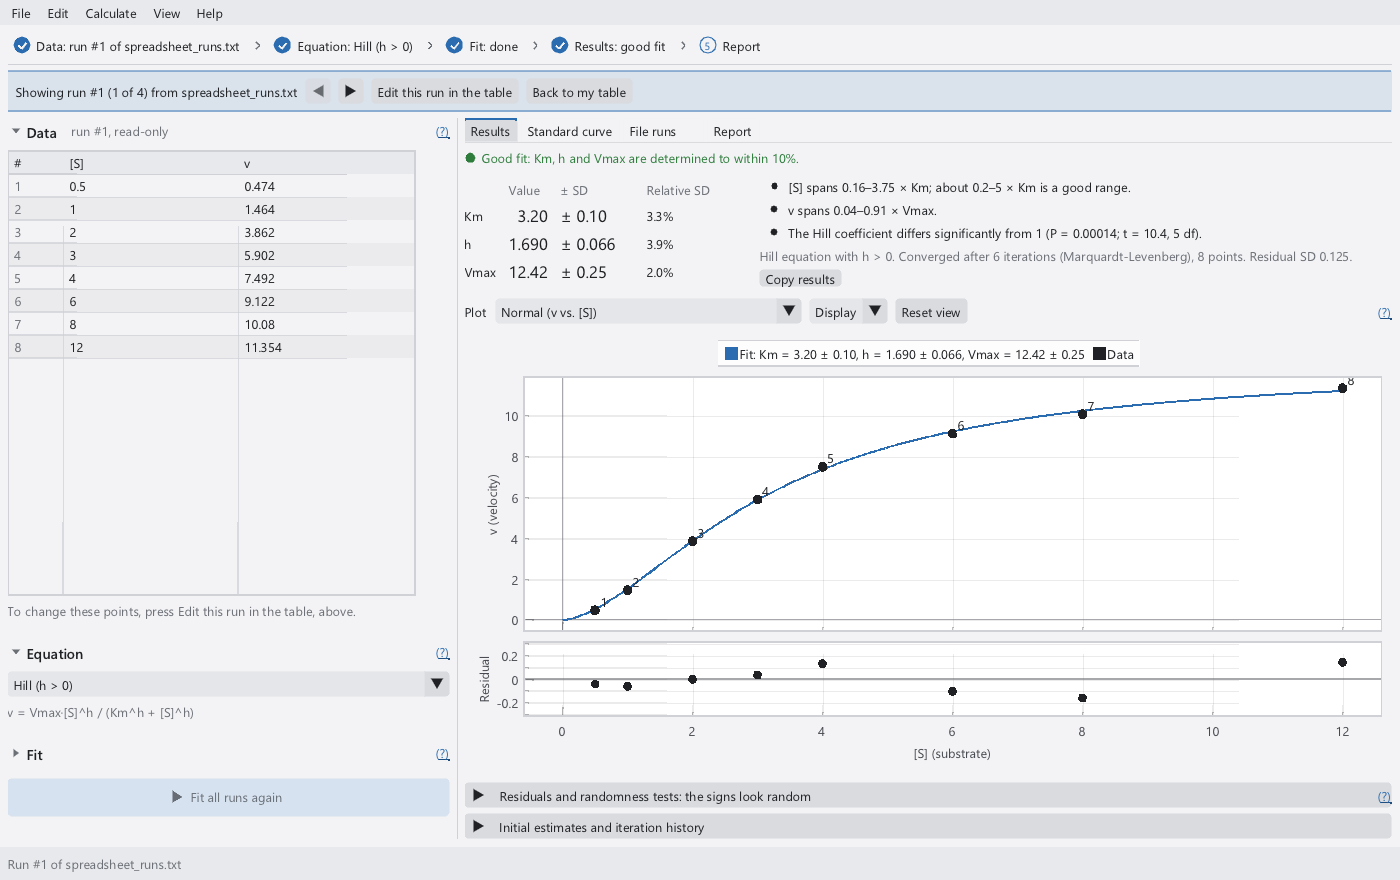 File Edit Calculate View Help
Data: run #1 of spreadsheet_runs.txt › Equation: Hill (h > 0) › Fit: done › Results: good fit › 5 Report
Showing run #1 (1 of 4) from spreadsheet_runs.txt Edit this run in the table Back to my table
Data run #1, read-only (?)
# [S] v
1 0.5 0.474
2 1 1.464
3 2 3.862
4 3 5.902
5 4 7.492
6 6 9.122
7 8 10.08
8 12 11.354
To change these points, press Edit this run in the table, above.
Equation (?)
Hill (h > 0)
v = Vmax·[S]^h / (Km^h + [S]^h)
Fit (?)
Fit all runs again
Results Standard curve File runs Report
Good fit: Km, h and Vmax are determined to within 10%.
Value ± SD Relative SD
Km 3.20 ± 0.10 3.3%
h 1.690 ± 0.066 3.9%
Vmax 12.42 ± 0.25 2.0%
• [S] spans 0.16–3.75 × Km; about 0.2–5 × Km is a good range.
• v spans 0.04–0.91 × Vmax.
• The Hill coefficient differs significantly from 1 (P = 0.00014; t = 10.4, 5 df).
Hill equation with h > 0. Converged after 6 iterations (Marquardt-Levenberg), 8 points. Residual SD 0.125.
Copy results
Plot Normal (v vs. [S]) Display Reset view (?)
Fit: Km = 3.20 ± 0.10, h = 1.690 ± 0.066, Vmax = 12.42 ± 0.25 Data
v (velocity)
10
8
6
4
2
0
1 2 3 4 5 6 7 8
Residual
0.2
0
-0.2
0 2 4 6 8 10 12
[S] (substrate)
Residuals and randomness tests: the signs look random (?)
Initial estimates and iteration history
Run #1 of spreadsheet_runs.txt